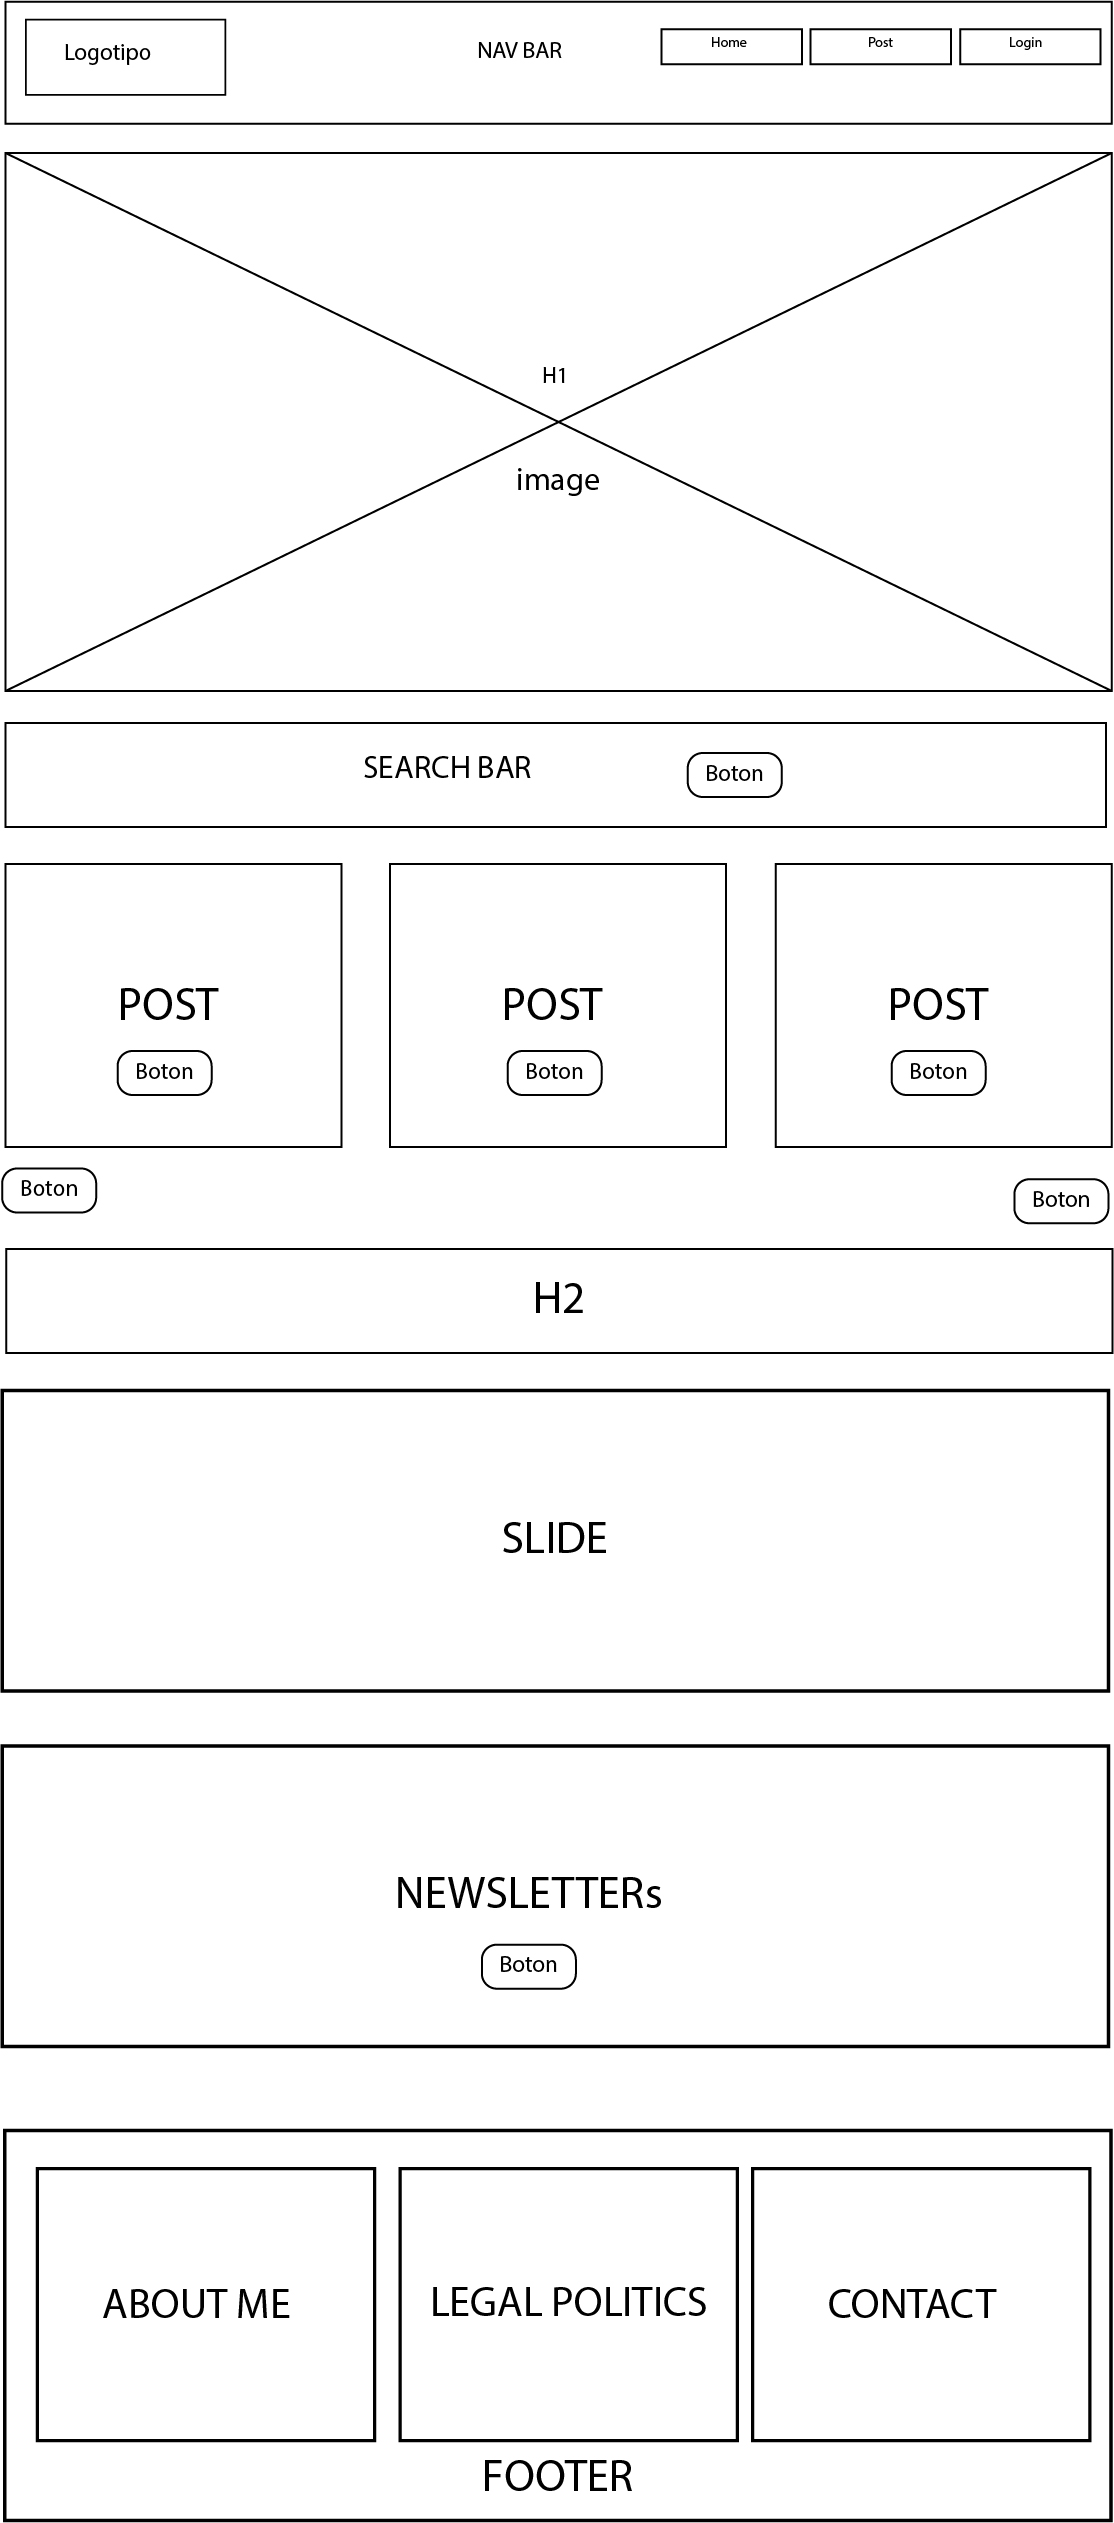 Logotipo
NAV BAR
Home
Post
Login
H1
image
SEARCH BAR
Boton
POST
POST
POST
Boton
Boton
Boton
Boton
Boton
H2
SLIDE
NEWSLETTERs
Boton
ABOUT ME
LEGAL POLITICS
CONTACT
FOOTER